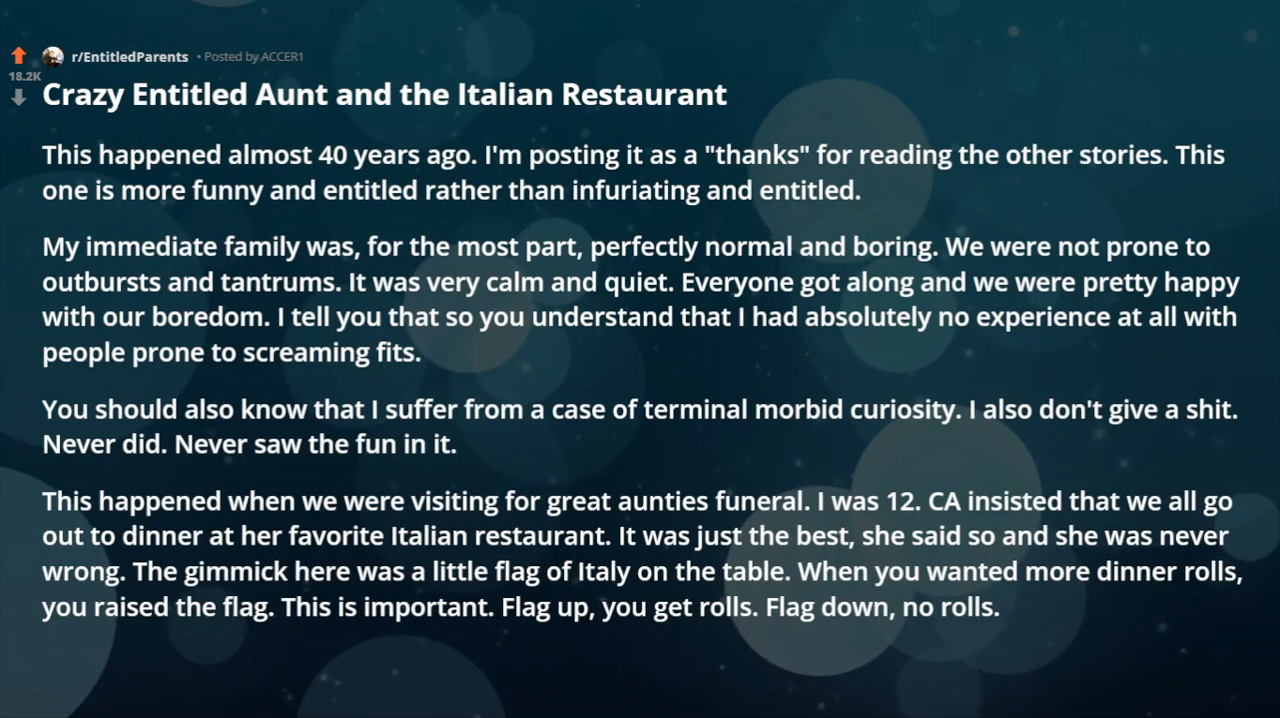 r/EntitledParents • Posted by ACCER1
18.2K
Crazy Entitled Aunt and the Italian Restaurant
This happened almost 40 years ago. I'm posting it as a "thanks" for reading the other stories. This
one is more funny and entitled rather than infuriating and entitled.
My immediate family was, for the most part, perfectly normal and boring. We were not prone to
outbursts and tantrums. It was very calm and quiet. Everyone got along and we were pretty happy
with our boredom. I tell you that so you understand that I had absolutely no experience at all with
people prone to screaming fits.
You should also know that I suffer from a case of terminal morbid curiosity. I also don't give a shit.
Never did. Never saw the fun in it.
This happened when we were visiting for great aunties funeral. I was 12. CA insisted that we all go
out to dinner at her favorite Italian restaurant. It was just the best, she said so and she was never
wrong. The gimmick here was a little flag of Italy on the table. When you wanted more dinner rolls,
you raised the flag. This is important. Flag up, you get rolls. Flag down, no rolls.